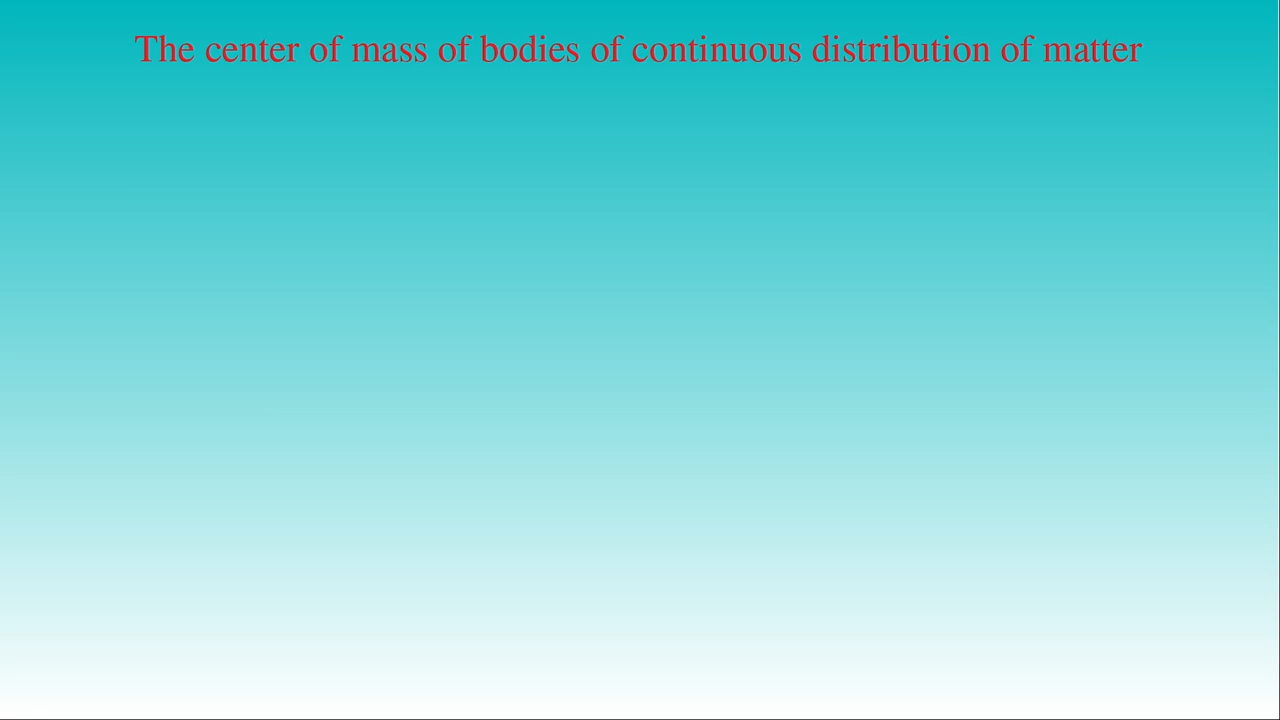 The center of mass of bodies of continuous distribution of matter